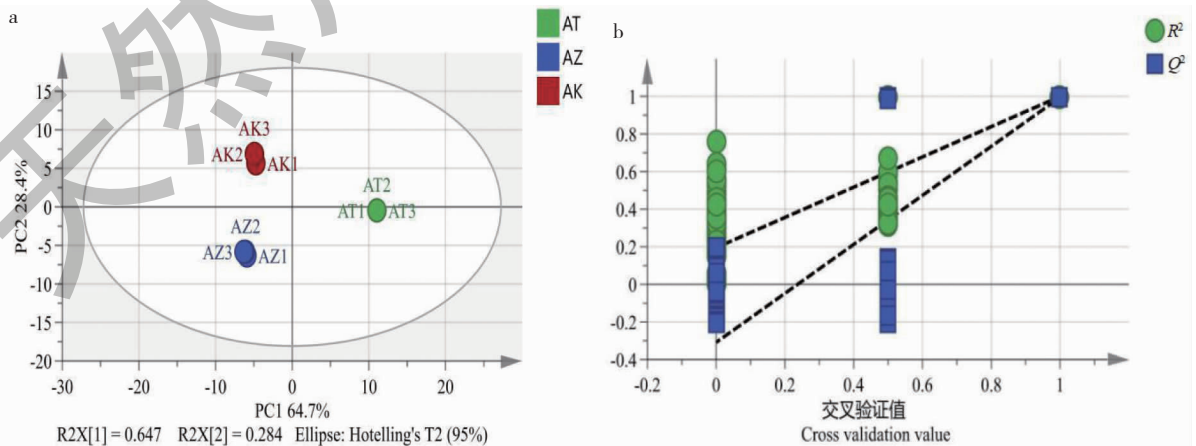 a
AT
AZ
AK
15
10
5
0
-5
-10
-15
-20
PC2 28.4%
AK3
AK2
AK1
AT2
AT1
AT3
AZ2
AZ3
AZ1
-30
-20
-10
0
10
20
PC1 64.7%
R2X[1] = 0.647 R2X[2] = 0.284 Ellipse: Hotelling's T2 (95%)
b
R²
Q²
1
0.8
0.6
0.4
0.2
0
-0.2
-0.4
-0.2
0
0.2
0.4
0.6
0.8
1
交叉验证值
Cross validation value
天然